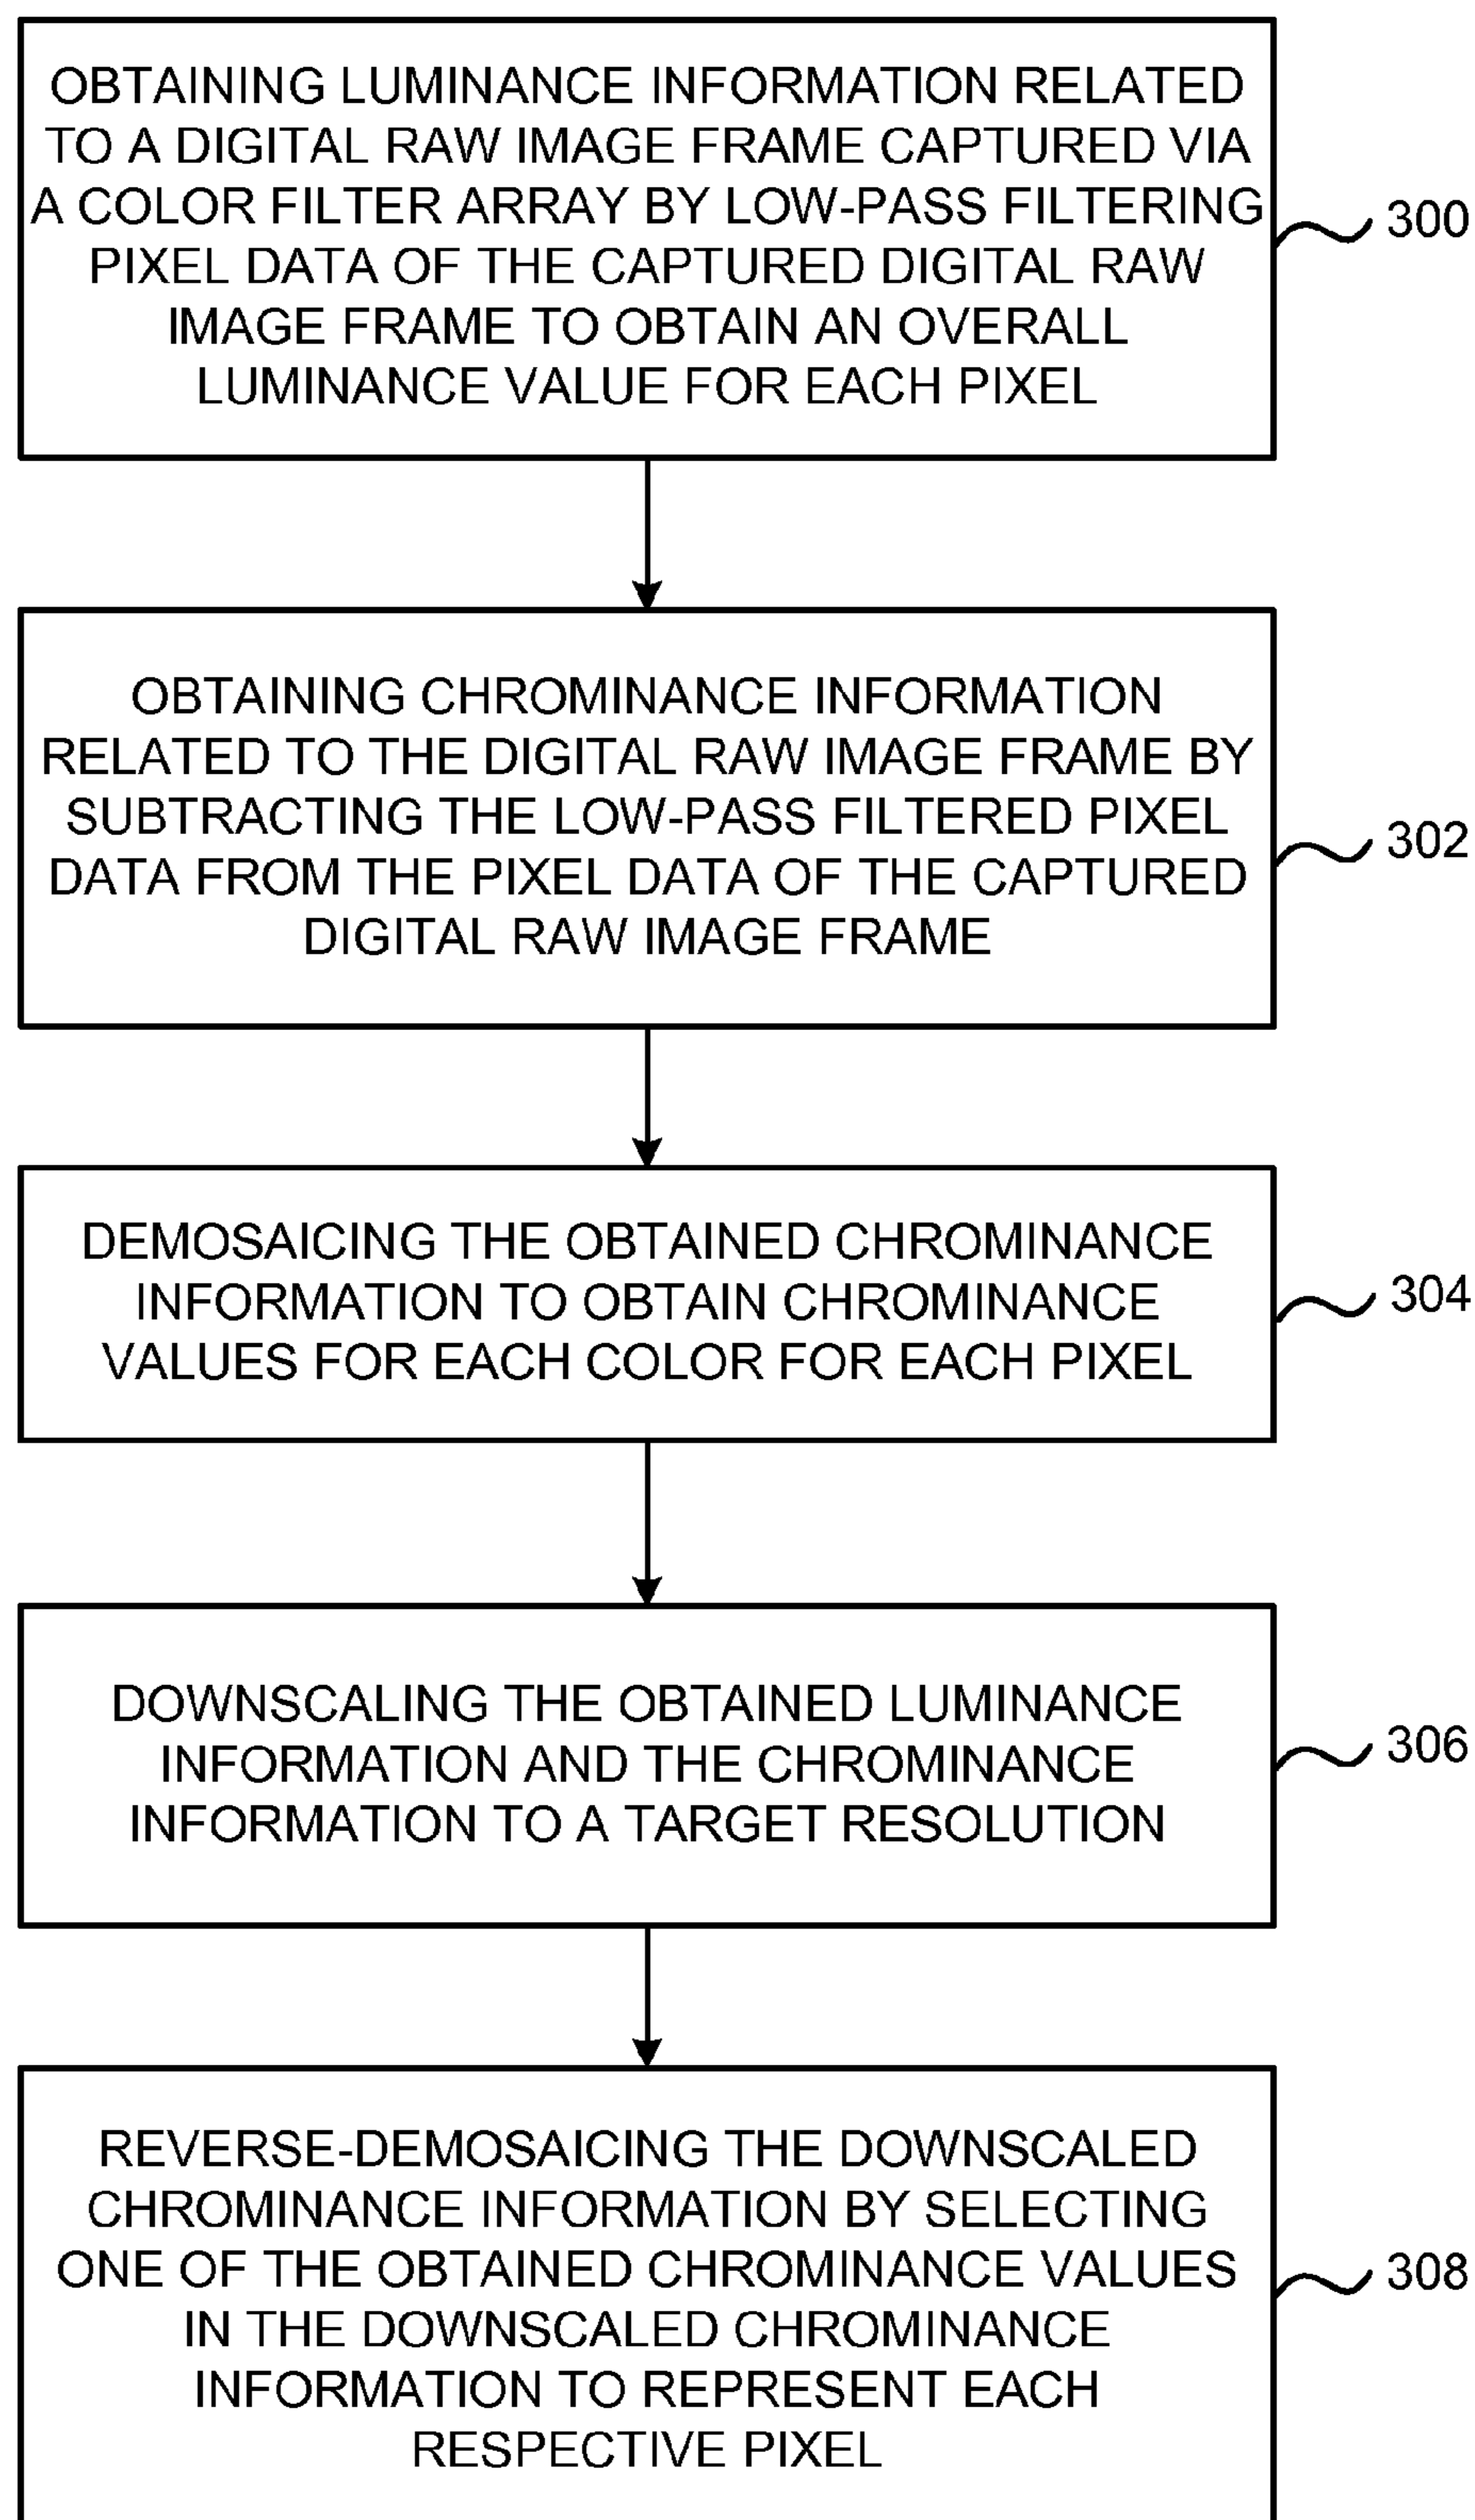 OBTAINING LUMINANCE INFORMATION RELATED
TO A DIGITAL RAW IMAGE FRAME CAPTURED VIA
A COLOR FILTER ARRAY BY LOW-PASS FILTERING
PIXEL DATA OF THE CAPTURED DIGITAL RAW
IMAGE FRAME TO OBTAIN AN OVERALL
LUMINANCE VALUE FOR EACH PIXEL
300
OBTAINING CHROMINANCE INFORMATION
RELATED TO THE DIGITAL RAW IMAGE FRAME BY
SUBTRACTING THE LOW-PASS FILTERED PIXEL
DATA FROM THE PIXEL DATA OF THE CAPTURED
DIGITAL RAW IMAGE FRAME
302
DEMOSAICING THE OBTAINED CHROMINANCE
INFORMATION TO OBTAIN CHROMINANCE
VALUES FOR EACH COLOR FOR EACH PIXEL
304
DOWNSCALING THE OBTAINED LUMINANCE
INFORMATION AND THE CHROMINANCE
INFORMATION TO A TARGET RESOLUTION
306
REVERSE-DEMOSAICING THE DOWNSCALED
CHROMINANCE INFORMATION BY SELECTING
ONE OF THE OBTAINED CHROMINANCE VALUES
IN THE DOWNSCALED CHROMINANCE
INFORMATION TO REPRESENT EACH
RESPECTIVE PIXEL
308